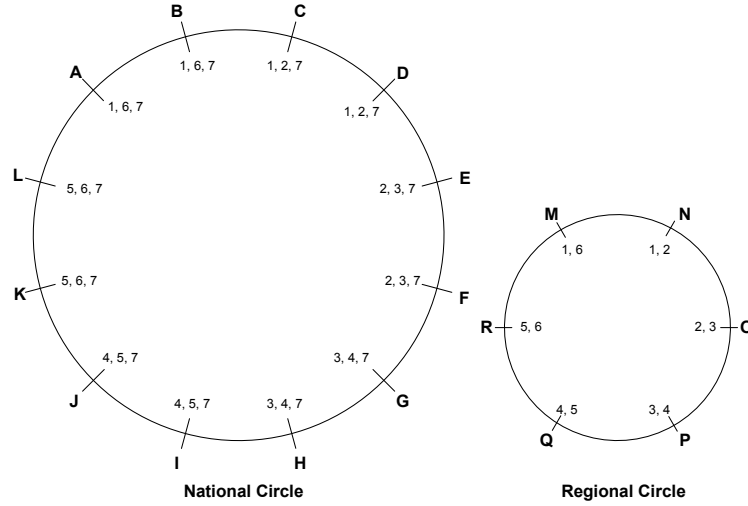 B
C
A
D
1, 6, 7
1, 2, 7
1, 6, 7
1, 2, 7
L
E
5, 6, 7
2, 3, 7
K
5, 6, 7
2, 3, 7
F
4, 5, 7
3, 4, 7
J
4, 5, 7
3, 4, 7
G
I
H
National Circle
M
N
1, 6
1, 2
R
5, 6
2, 3
O
4, 5
3, 4
Q
P
Regional Circle